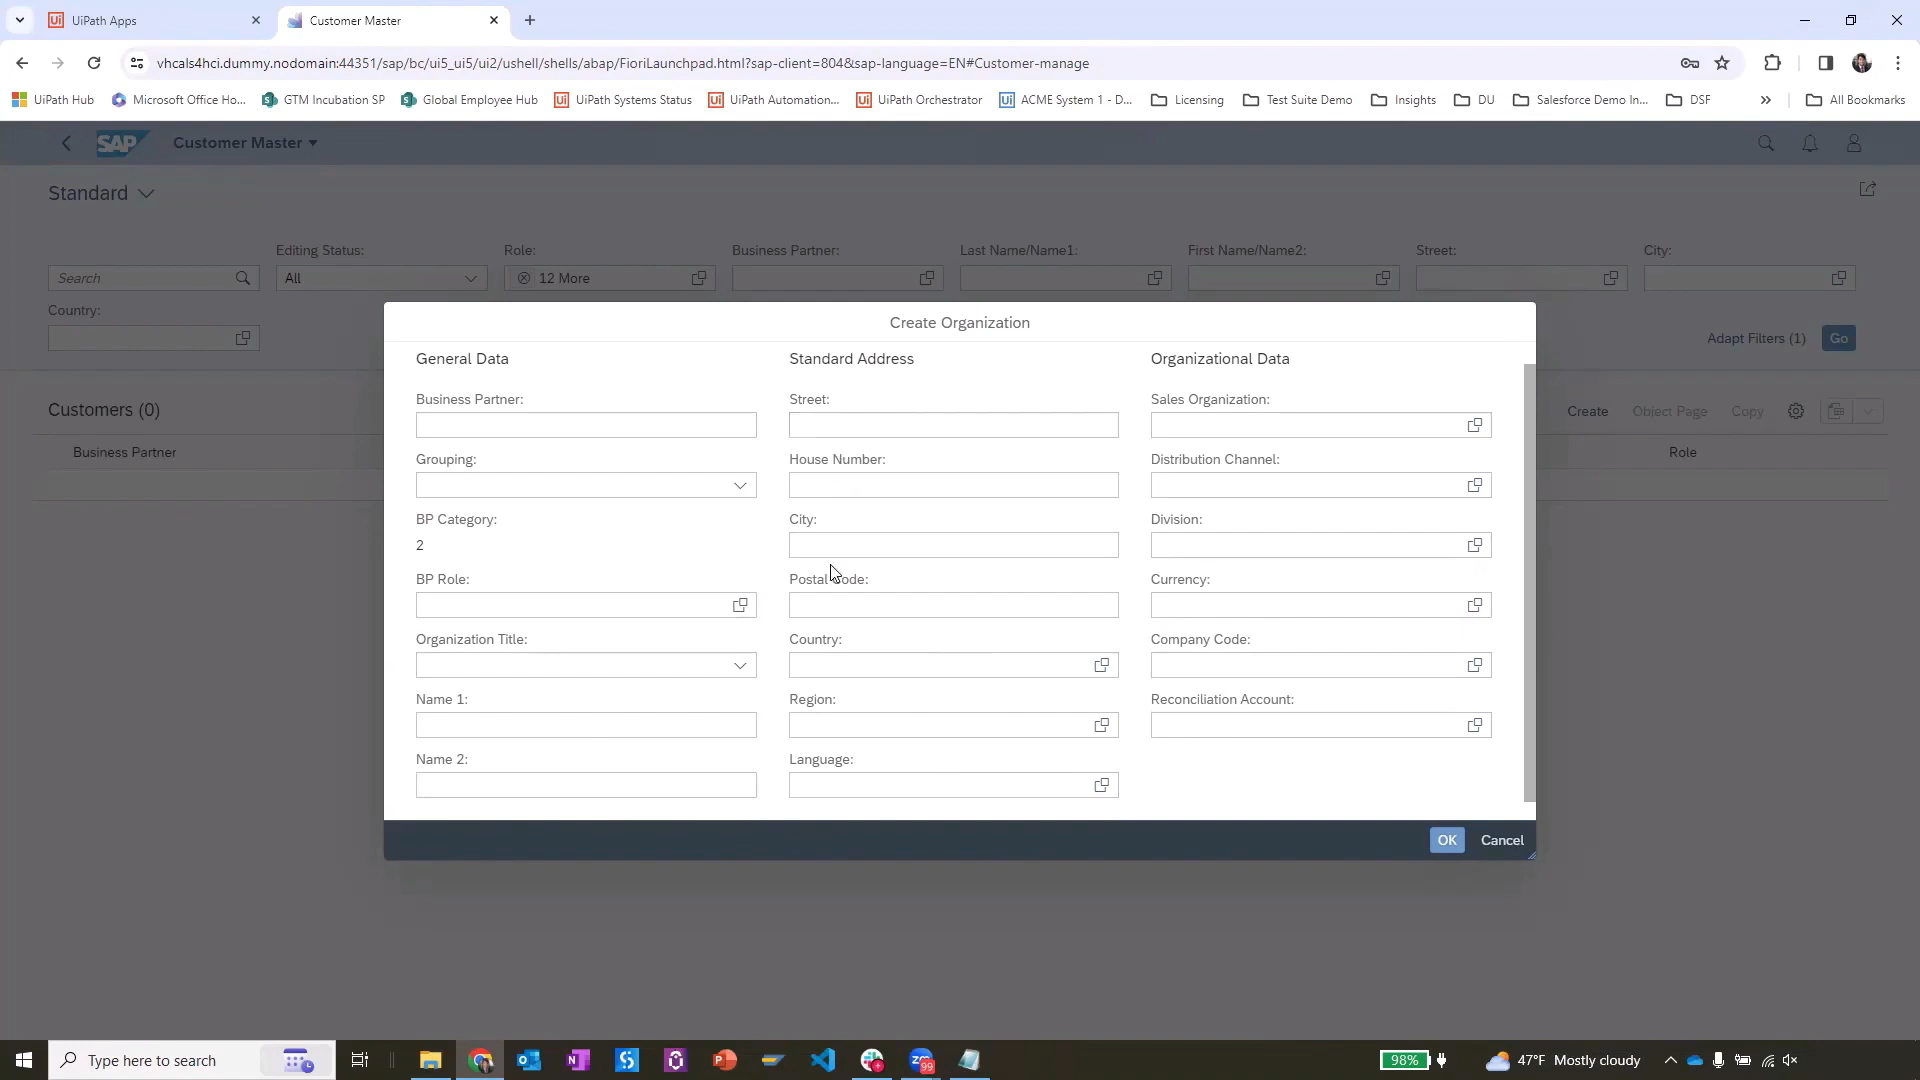 UiPath Apps
Customer Master
vhcals4hci.dummy.nodomain:44351/sap/bc/ui5_ui5/ui2/ushell/shells/abap/FioriLaunchpad.html?sap-client=804&sap-language=EN#Customer-manage
UiPath Hub
Microsoft Office Ho...
GTM Incubation SP
Global Employee Hub
UiPath Systems Status
UiPath Automation...
UiPath Orchestrator
ACME System 1 - D...
Licensing
Test Suite Demo
Insights
DU
Salesforce Demo In...
DSF
All Bookmarks
SAP
Customer Master
Standard
Editing Status:
Role:
Business Partner:
Last Name/Name1:
First Name/Name2:
Street:
City:
Search
All
12 More
Country:
Adapt Filters (1)
Go
Customers (0)
Create
Object Page
Copy
Business Partner
Role
Create Organization
General Data
Business Partner:
Grouping:
BP Category:
2
BP Role:
Organization Title:
Name 1:
Name 2:
Standard Address
Street:
House Number:
City:
Postal Code:
Country:
Region:
Language:
Organizational Data
Sales Organization:
Distribution Channel:
Division:
Currency:
Company Code:
Reconciliation Account:
OK
Cancel
Type here to search
99
98%
47°F Mostly cloudy